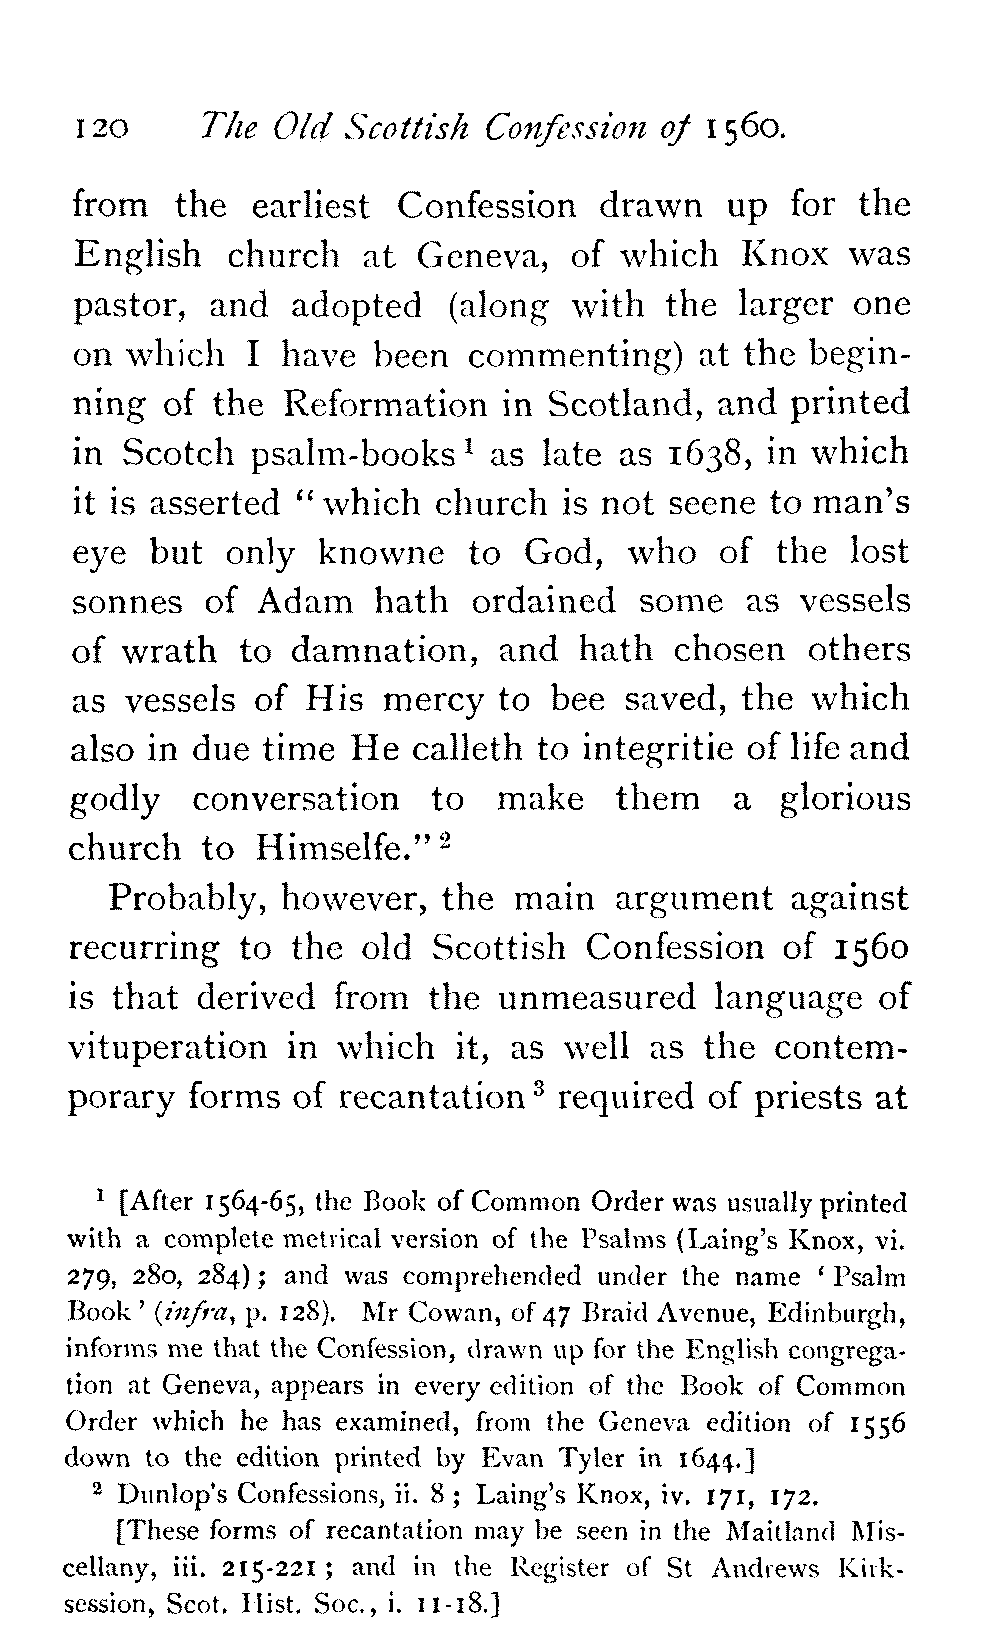 120 The Old Scottish Confession of 1560.
from the earliest Confession drawn up for the
English church at Geneva, of which Knox was
pastor, and adopted (along with the larger one
on which I have been commenting) at the begin-
ning of the Reformation in Scotland, and printed
in Scotch psalm-books ¹ as late as 1638, in which
it is asserted “which church is not seene to man’s
eye but only knowne to God, who of the lost
sonnes of Adam hath ordained some as vessels
of wrath to damnation, and hath chosen others
as vessels of His mercy to bee saved, the which
also in due time He calleth to integritie of life and
godly conversation to make them a glorious
church to Himselfe.” ²
Probably, however, the main argument against
recurring to the old Scottish Confession of 1560
is that derived from the unmeasured language of
vituperation in which it, as well as the contem-
porary forms of recantation ³ required of priests at
¹ [After 1564-65, the Book of Common Order was usually printed
with a complete metrical version of the Psalms (Laing’s Knox, vi.
279, 280, 284); and was comprehended under the name ‘Psalm
Book’ (infra, p. 128). Mr Cowan, of 47 Braid Avenue, Edinburgh,
informs me that the Confession, drawn up for the English congrega-
tion at Geneva, appears in every edition of the Book of Common
Order which he has examined, from the Geneva edition of 1556
down to the edition printed by Evan Tyler in 1644.]
² Dunlop’s Confessions, ii. 8; Laing’s Knox, iv. 171, 172.
[These forms of recantation may be seen in the Maitland Mis-
cellany, iii. 215-221; and in the Register of St Andrews Kirk-
session, Scot. Hist. Soc., i. 11-18.]